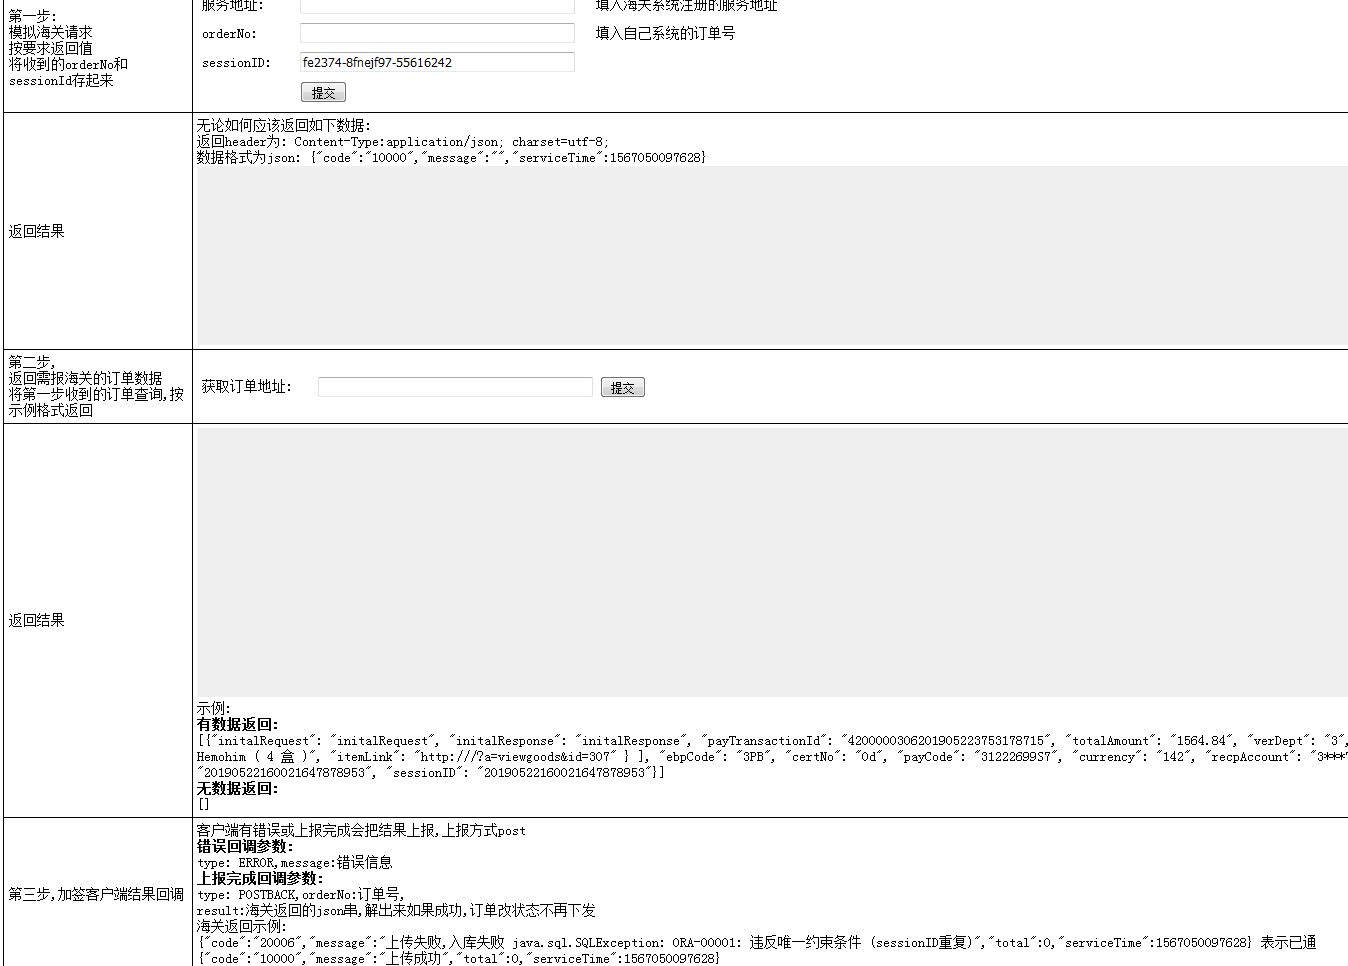 服务地址: 填入海关系统注册的服务地址
第一步:
模拟海关请求
按要求返回值
将收到的orderNo和
sessionId存起来
orderNo: 填入自己系统的订单号
sessionID: fe2374-8fnejf97-55616242
提交
无论如何应该返回如下数据:
返回header为: Content-Type:application/json; charset=utf-8;
数据格式为json: {"code":"10000","message":"","serviceTime":1567050097628}
返回结果
第二步,
返回需报海关的订单数据
将第一步收到的订单查询,按
示例格式返回
获取订单地址: 提交
返回结果
示例:
有数据返回:
[{"initalRequest": "initalRequest", "initalResponse": "initalResponse", "payTransactionId": "4200000306201905223753178715", "totalAmount": "1564.84", "verDept": "3",
Hemohim ( 4 盒 )", "itemLink": "http:///?a=viewgoods&id=307" } ], "ebpCode": "3PB", "certNo": "0d", "payCode": "31222699S7", "currency": "142", "recpAccount": "3***"
"20190522160021647878953", "sessionID": "20190522160021647878953"}]
无数据返回:
[]
第三步,加签客户端结果回调
客户端有错误或上报完成会把结果上报,上报方式post
错误回调参数:
type: ERROR,message:错误信息
上报完成回调参数:
type: POSTBACK,orderNo:订单号,
result:海关返回的json串,解出来如果成功,订单改状态不再下发
海关返回示例:
{"code":"20006","message":"上传失败,入库失败 java.sql.SQLException: ORA-00001: 违反唯一约束条件 (sessionID重复)","total":0,"serviceTime":1567050097628} 表示已通
{"code":"10000","message":"上传成功","total":0,"serviceTime":1567050097628}